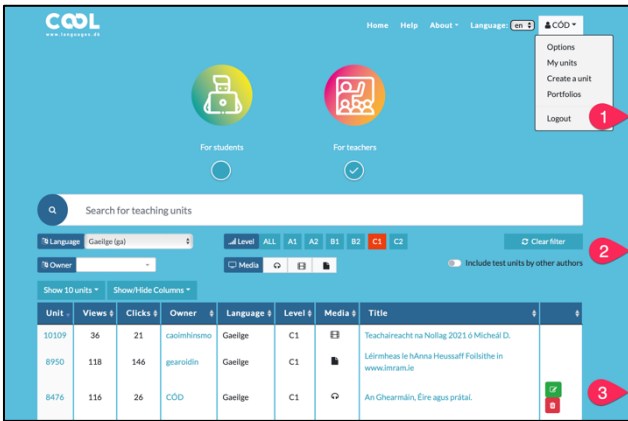 COOL
www.languages.dk
Home Help About Language: en CÓD
Options
My units
Create a unit
Portfolios
Logout
1
For students
For teachers
Search for teaching units
Language Gaeilge (ga) Level ALL A1 A2 B1 B2 C1 C2 Clear filter
2
Owner Media Include test units by other authors
Show 10 units Show/Hide Columns
Unit Views Clicks Owner Language Level Media Title
10109 36 21 caoimhinsmo Gaeilge C1 Teachaireacht na Nollag 2021 ó Micheál D.
8950 118 146 gearoidin Gaeilge C1 Léirmheas le hAnna Heussaff Foilsithe in
www.imram.ie
8476 116 26 CÓD Gaeilge C1 An Ghearmáin, Éire agus prátaí.
3